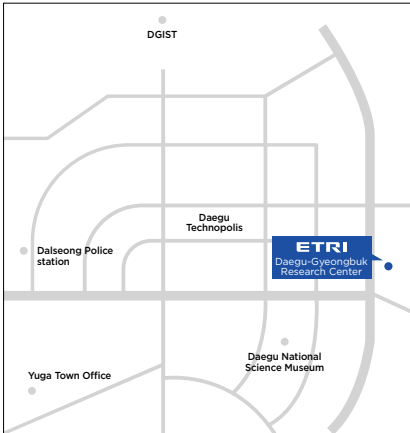 DGIST
Daegu
Technopolis
Dalseong Police
station
ETRI
Daegu-Gyeongbuk
Research Center
Daegu National
Science Museum
Yuga Town Office